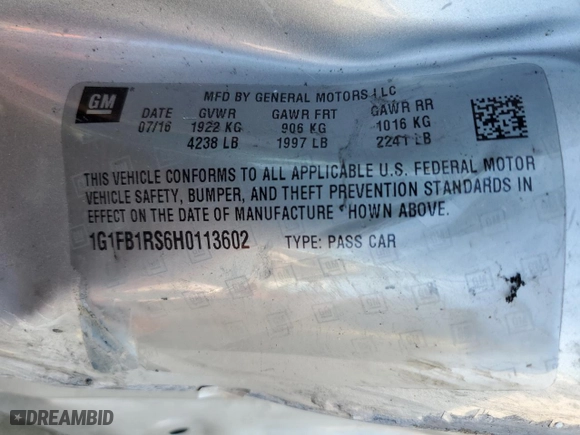 GM
MFD BY GENERAL MOTORS LLC
DATE GVWR GAWR FRT GAWR RR
07/16 1922 KG 906 KG 1016 KG
4238 LB 1997 LB 2241 LB
THIS VEHICLE CONFORMS TO ALL APPLICABLE U.S. FEDERAL MOTOR
VEHICLE SAFETY, BUMPER, AND THEFT PREVENTION STANDARDS IN
EFFECT ON THE DATE OF MANUFACTURE HOWN ABOVE.
1G1FB1RS6H0113602 TYPE: PASS CAR
DREAMBID